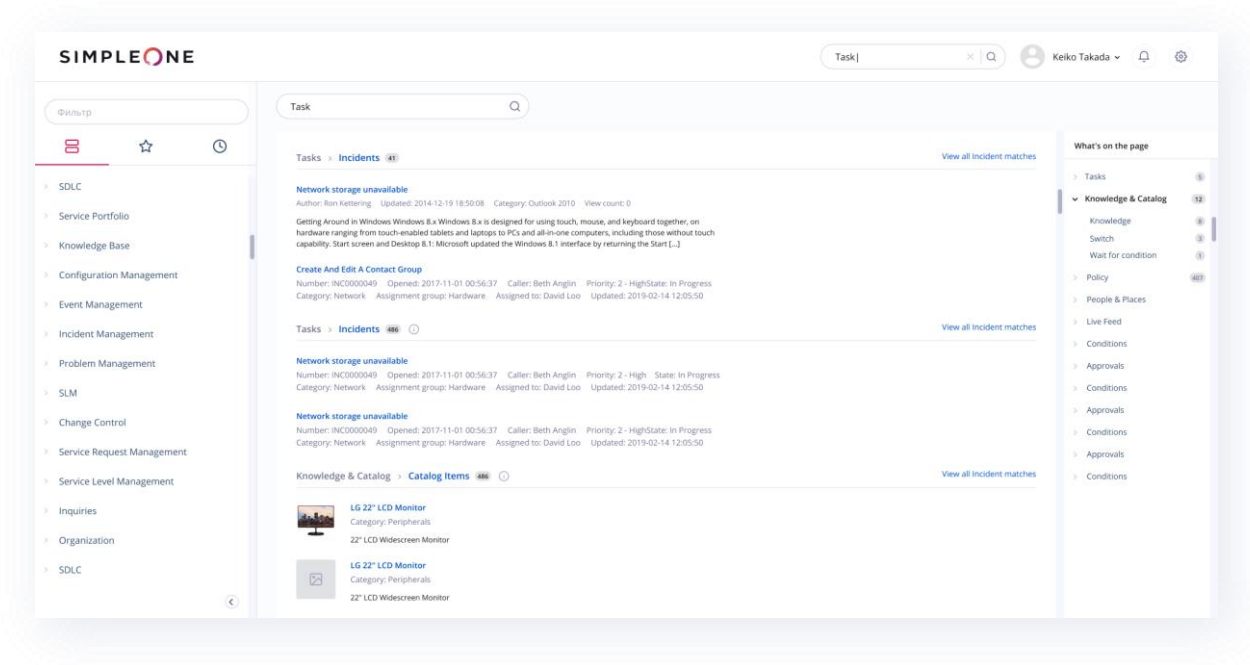 SIMPLEONE
Task
Keiko Takada
Фильтр
SDLC
Service Portfolio
Knowledge Base
Configuration Management
Event Management
Incident Management
Problem Management
SLM
Change Control
Service Request Management
Service Level Management
Inquiries
Organization
SDLC
Task
Tasks > Incidents 41
View all Incident matches
Network storage unavailable
Author: Ron Kettering Updated: 2014-12-19 18:50:08 Category: Outlook 2010 View count: 0
Getting Around in Windows Windows 8.x Windows 8.x is designed for using touch, mouse, and keyboard together, on
hardware ranging from touch-enabled tablets and laptops to PCs and all-in-one computers, including those without touch
capability. Start screen and Desktop 8.1: Microsoft updated the Windows 8.1 interface by returning the Start [...]
Create And Edit A Contact Group
Number: INC0000049 Opened: 2017-11-01 00:56:37 Caller: Beth Anglin Priority: 2 - HighState: In Progress
Category: Network Assignment group: Hardware Assigned to: David Loo Updated: 2019-02-14 12:05:50
Tasks > Incidents 486
View all Incident matches
Network storage unavailable
Number: INC0000049 Opened: 2017-11-01 00:56:37 Caller: Beth Anglin Priority: 2 - High State: In Progress
Category: Network Assignment group: Hardware Assigned to: David Loo Updated: 2019-02-14 12:05:50
Network storage unavailable
Number: INC0000049 Opened: 2017-11-01 00:56:37 Caller: Beth Anglin Priority: 2 - HighState: In Progress
Category: Network Assignment group: Hardware Assigned to: David Loo Updated: 2019-02-14 12:05:50
Knowledge & Catalog > Catalog Items 486
View all Incident matches
LG 22" LCD Monitor
Category: Peripherals
22" LCD Widescreen Monitor
LG 22" LCD Monitor
Category: Peripherals
22" LCD Widescreen Monitor
What's on the page
Tasks 5
Knowledge & Catalog 12
Knowledge 6
Switch 3
Wait for condition 1
Policy 407
People & Places
Live Feed
Conditions
Approvals
Conditions
Approvals
Conditions
Approvals
Conditions